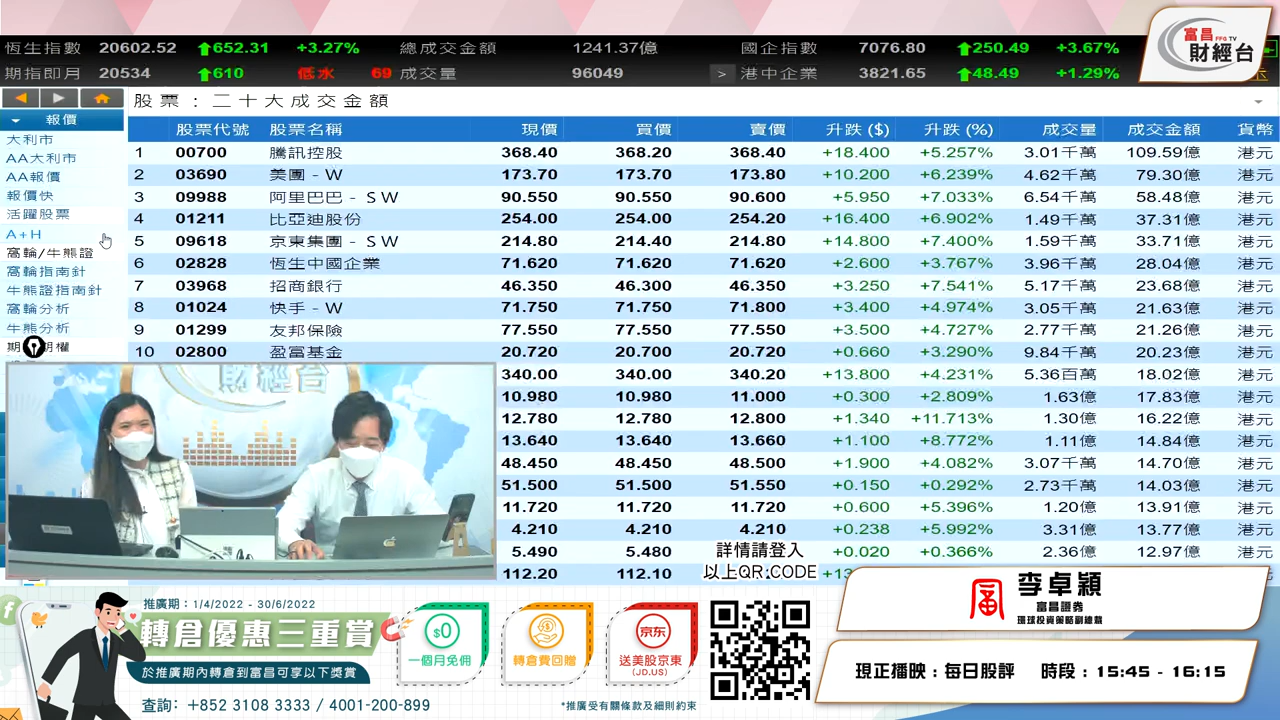 恆生指數 20602.52 652.31 +3.27% 總成交金額 1241.37億 國企指數 7076.80 250.49 +3.67%
期指即月 20534 610 低水 69 成交量 96049 > 港中企業 3821.65 48.49 +1.29%
富昌 FFG TV
財經台
股票：二十大成交金額
報價
大利市
AA大利市
AA報價
報價快
活躍股票
A+H
窩輪/牛熊證
窩輪指南針
牛熊證指南針
窩輪分析
牛熊分析
股票代號 股票名稱 現價 買價 賣價 升跌 ($) 升跌 (%) 成交量 成交金額 貨幣
1 00700 騰訊控股 368.40 368.20 368.40 +18.400 +5.257% 3.01千萬 109.59億 港元
2 03690 美團－W 173.70 173.70 173.80 +10.200 +6.239% 4.62千萬 79.30億 港元
3 09988 阿里巴巴－ＳＷ 90.550 90.550 90.600 +5.950 +7.033% 6.54千萬 58.48億 港元
4 01211 比亞迪股份 254.00 254.00 254.20 +16.400 +6.902% 1.49千萬 37.31億 港元
5 09618 京東集團－ＳＷ 214.80 214.40 214.80 +14.800 +7.400% 1.59千萬 33.71億 港元
6 02828 恆生中國企業 71.620 71.620 71.620 +2.600 +3.767% 3.96千萬 28.04億 港元
7 03968 招商銀行 46.350 46.300 46.350 +3.250 +7.541% 5.17千萬 23.68億 港元
8 01024 快手－W 71.750 71.750 71.800 +3.400 +4.974% 3.05千萬 21.63億 港元
9 01299 友邦保險 77.550 77.550 77.550 +3.500 +4.727% 2.77千萬 21.26億 港元
10 02800 盈富基金 20.720 20.700 20.720 +0.660 +3.290% 9.84千萬 20.23億 港元
340.00 340.00 340.20 +13.800 +4.231% 5.36百萬 18.02億 港元
10.980 10.980 11.000 +0.300 +2.809% 1.63億 17.83億 港元
12.780 12.780 12.800 +1.340 +11.713% 1.30億 16.22億 港元
13.640 13.640 13.660 +1.100 +8.772% 1.11億 14.84億 港元
48.450 48.450 48.500 +1.900 +4.082% 3.07千萬 14.70億 港元
51.500 51.500 51.550 +0.150 +0.292% 2.73千萬 14.03億 港元
11.720 11.720 11.720 +0.600 +5.396% 1.20億 13.91億 港元
4.210 4.210 4.210 +0.238 +5.992% 3.31億 13.77億 港元
5.490 5.480 +0.020 +0.366% 2.36億 12.97億 港元
112.20 112.10
財經台
詳情請登入
以上QR CODE
推廣期：1/4/2022 - 30/6/2022
轉倉優惠三重賞
於推廣期內轉倉到富昌可享以下獎賞
查詢: +852 3108 3333 / 4001-200-899
$0
一個月免佣
轉倉費回贈
京东
送美股京東
(JD.US)
*推廣受有關條款及細則約束
李卓穎
富昌證券
環球投資策略副總裁
現正播映：每日股評 時段：15:45 - 16:15